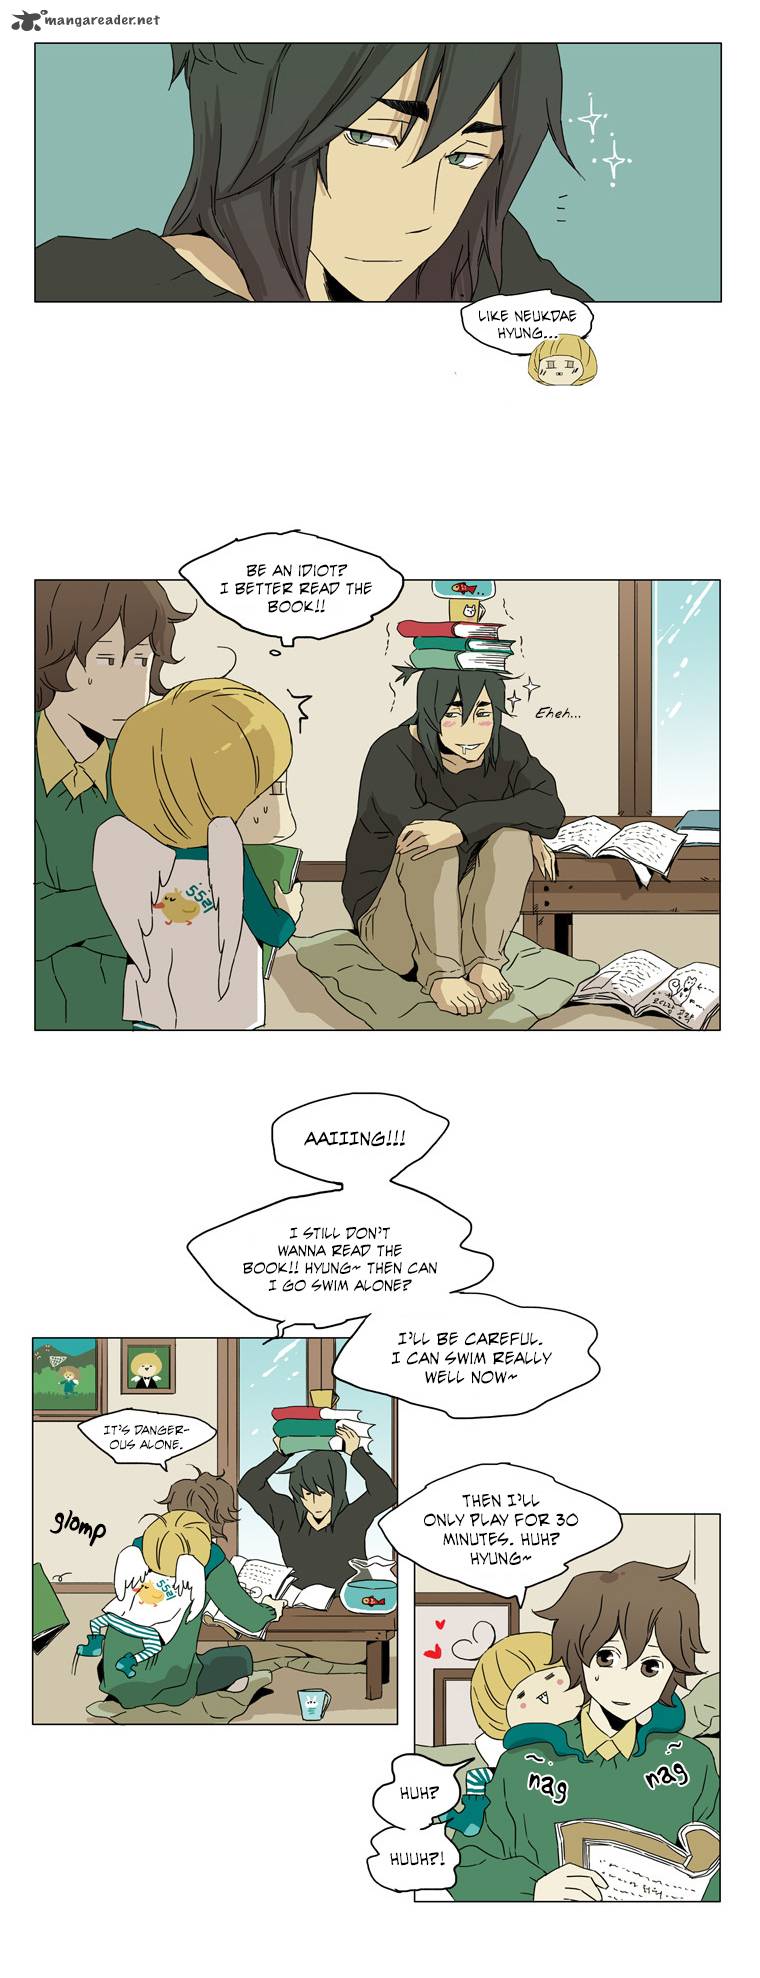 mangareader.net
LIKE NEUKDAE
HYUNG...
BE AN IDIOT?
I BETTER READ THE
BOOK!!
Eheh...
5521
AAIIING!!!
I STILL DON'T
WANNA READ THE
BOOK!! HYUNG~ THEN CAN
I GO SWIM ALONE?
I'LL BE CAREFUL.
I CAN SWIM REALLY
WELL NOW~
IT'S DANGER-
OUS ALONE.
glomp
5521
THEN I'LL
ONLY PLAY FOR 30
MINUTES. HUH?
HYUNG~
~nag
~nag
HUH?
HUUH?!